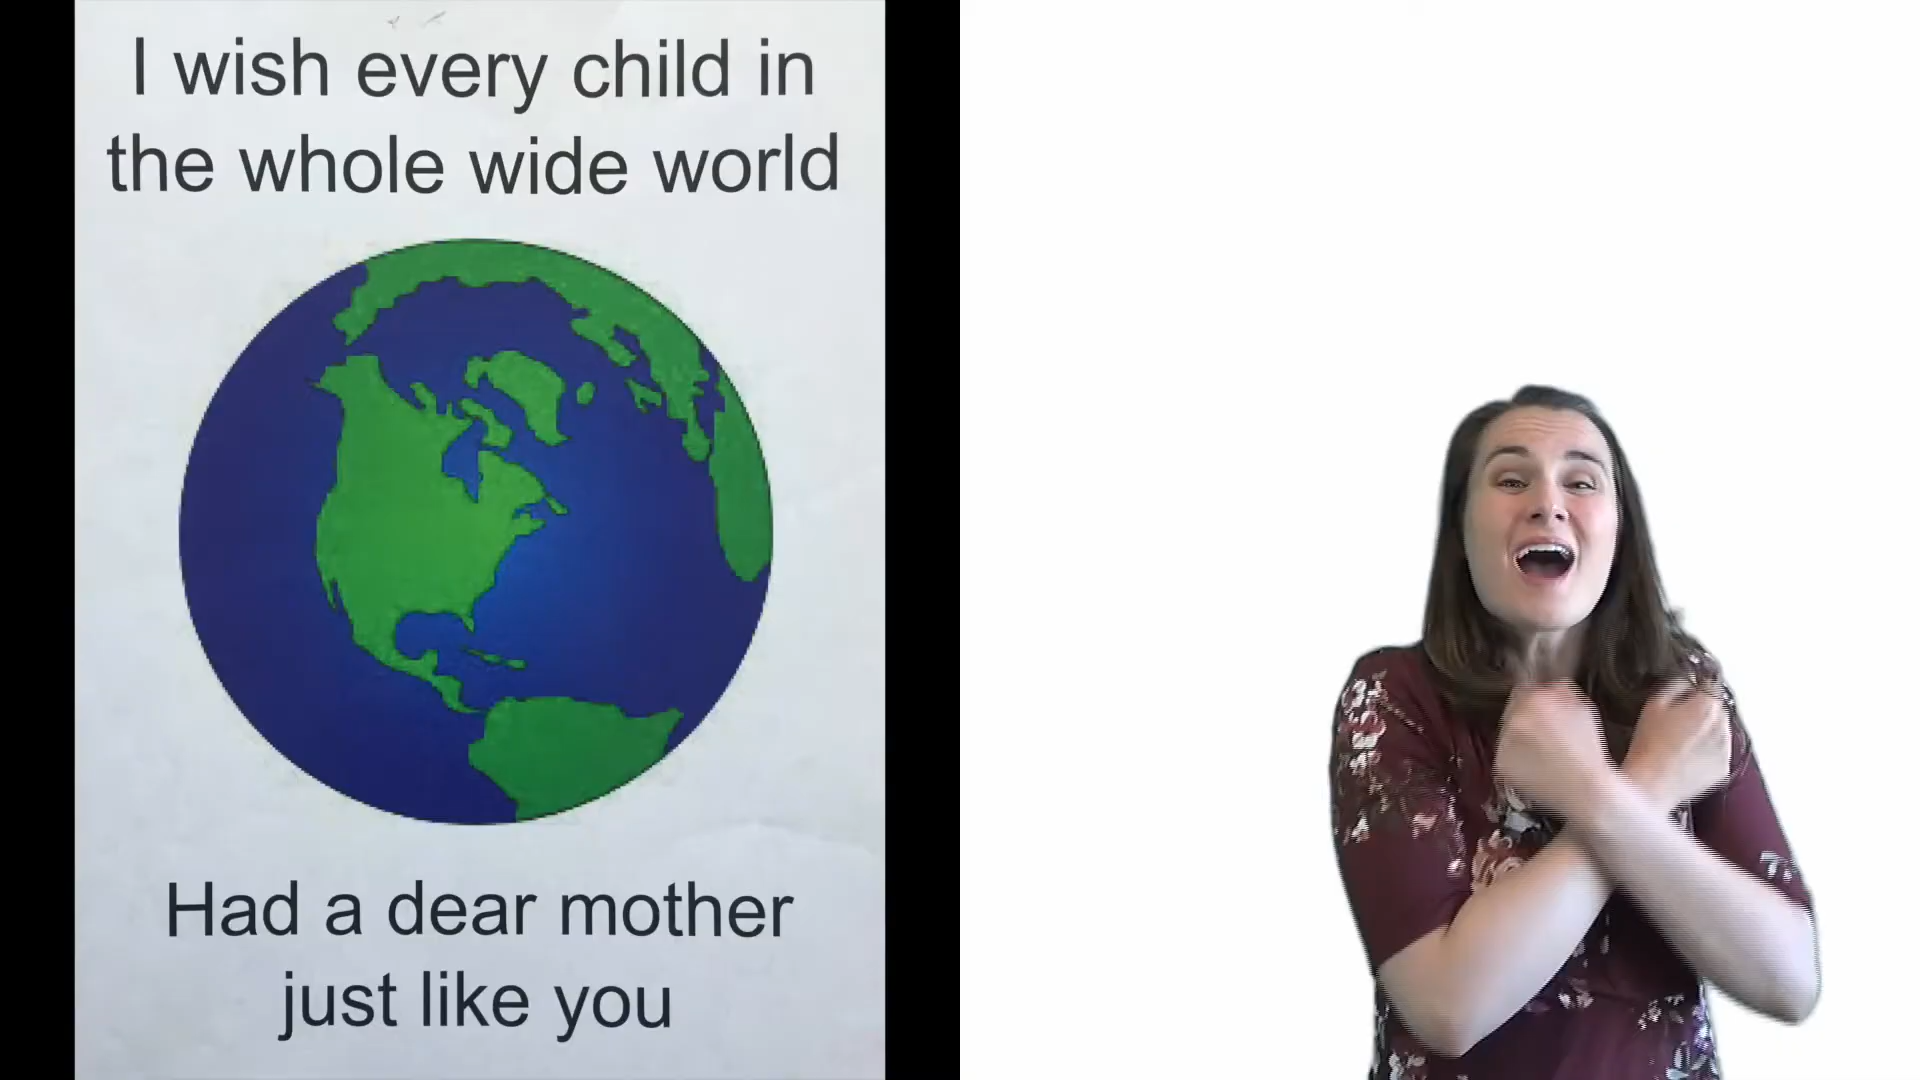 I wish every child in
the whole wide world
Had a dear mother
just like you